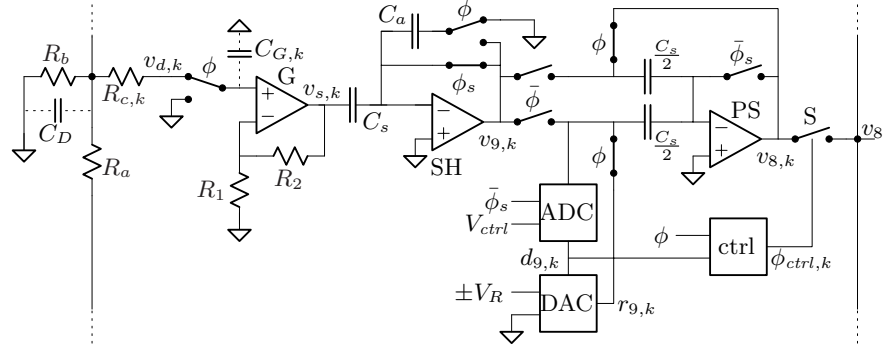 C_a
ϕ
R_b
v_{d,k}
ϕ
C_{G,k}
ϕ
C_s/2
ϕ̄_s
R_{c,k}
G
v_{s,k}
ϕ_s
ϕ̄
C_D
C_s
C_s/2
PS
S
v_8
R_a
R_2
SH
v_{9,k}
ϕ
v_{8,k}
R_1
ϕ̄_s
V_{ctrl}
ADC
ϕ
ctrl
d_{9,k}
ϕ_{ctrl,k}
±V_R
DAC
r_{9,k}